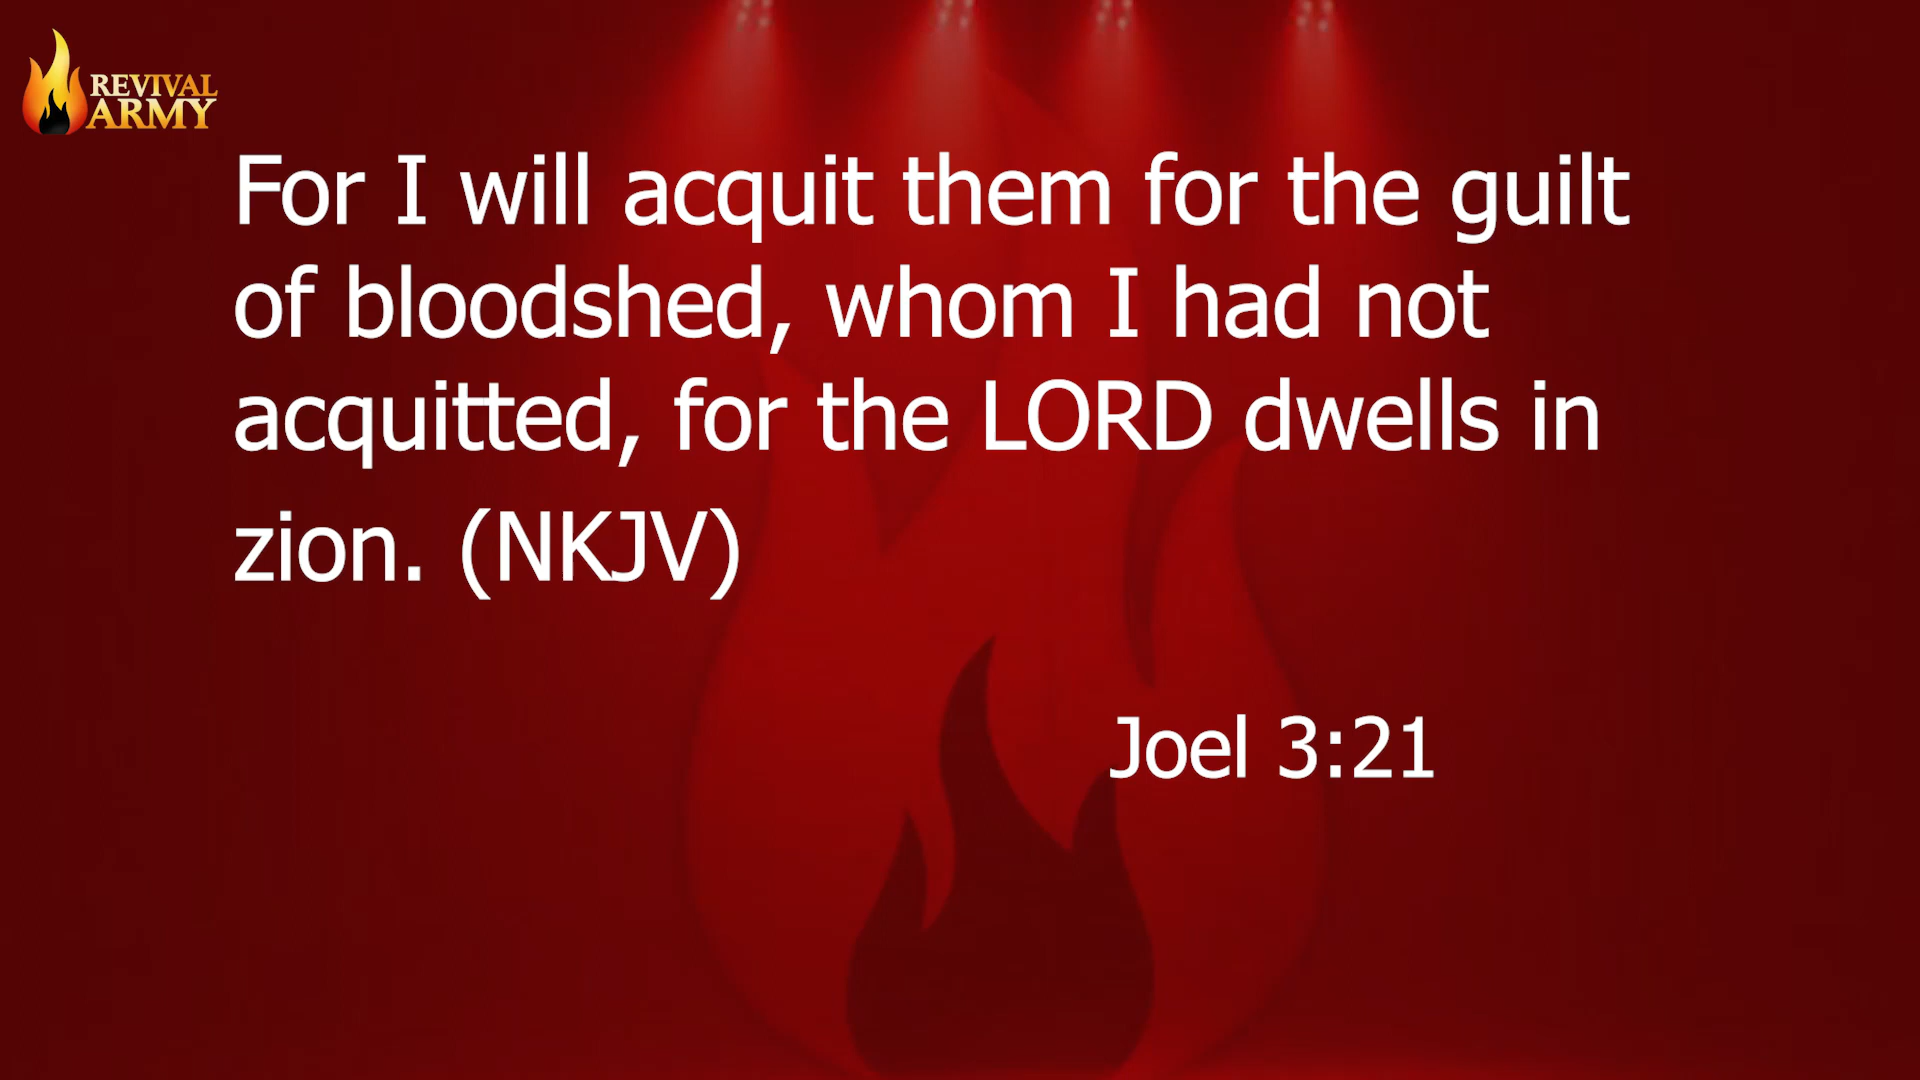 REVIVAL
ARMY
For I will acquit them for the guilt
of bloodshed, whom I had not
acquitted, for the LORD dwells in
zion. (NKJV)
Joel 3:21